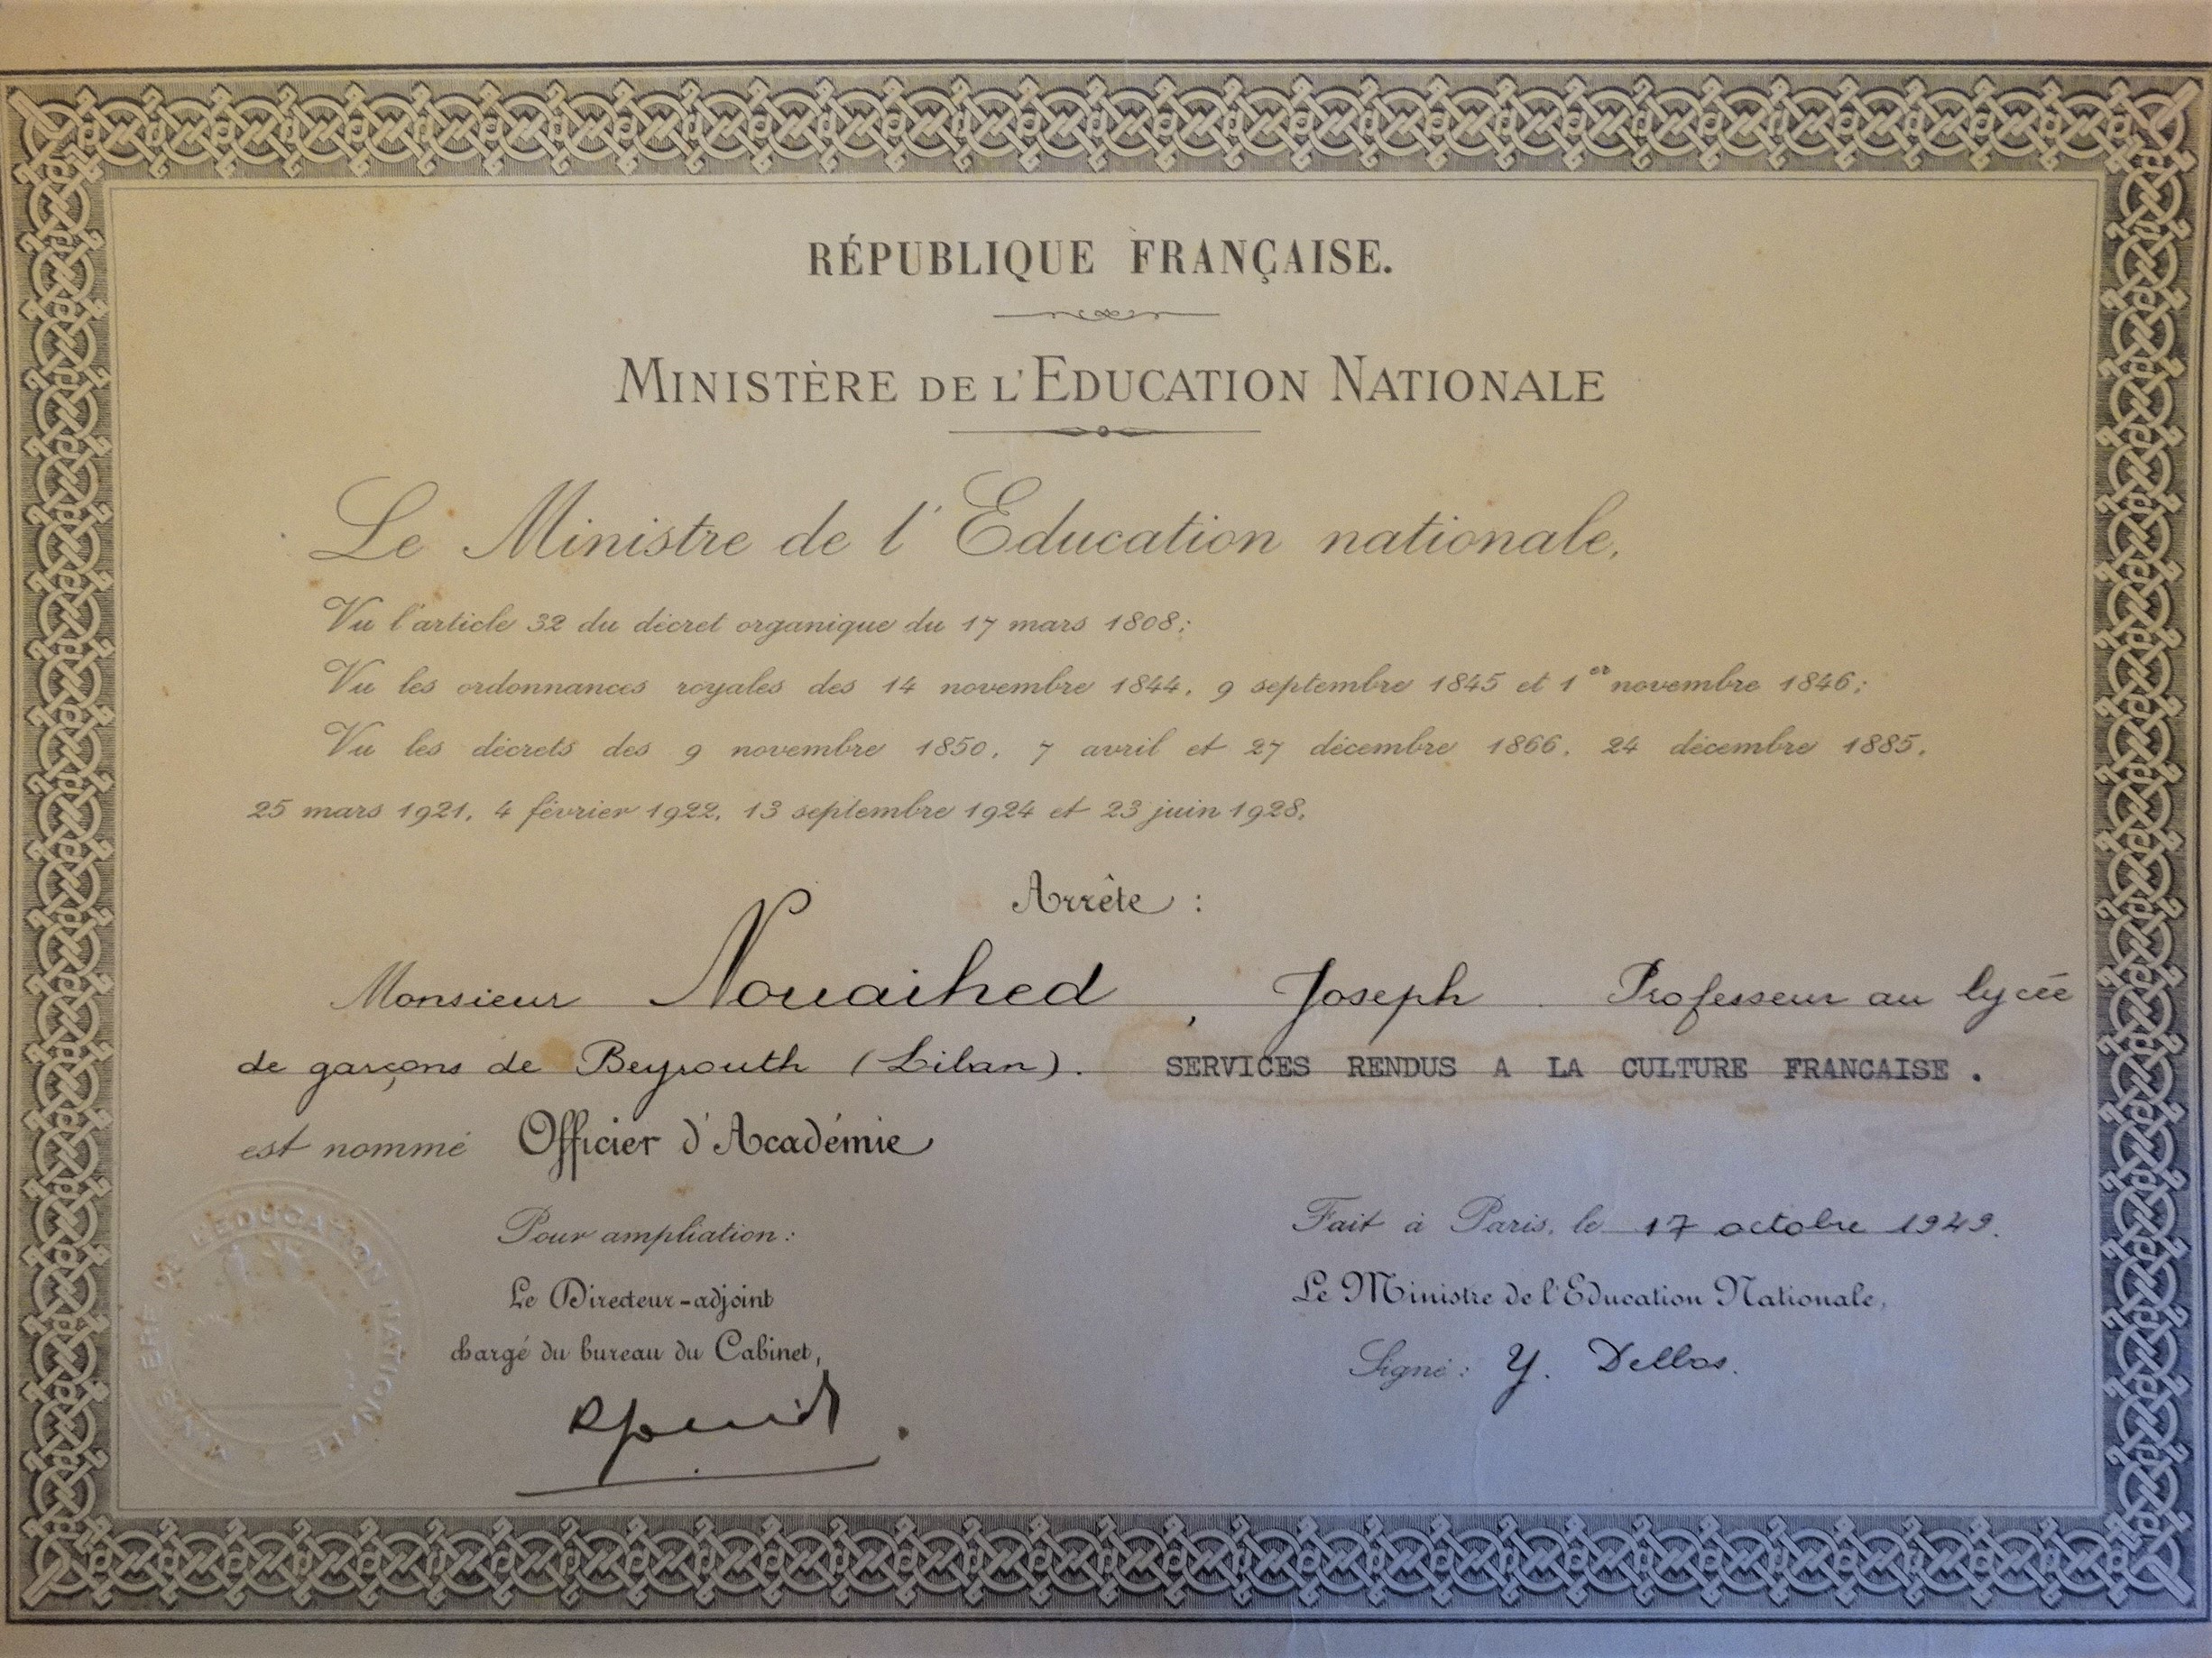 RÉPUBLIQUE FRANÇAISE.
MINISTÈRE DE L'EDUCATION NATIONALE
Le Ministre de l'Education nationale,
Vu l'article 32 du décret organique du 17 mars 1808;
Vu les ordonnances royales des 14 novembre 1844, 9 septembre 1845 et 1er novembre 1846;
Vu les décrets des 9 novembre 1850, 7 avril et 27 décembre 1866, 24 décembre 1885,
25 mars 1921, 4 février 1922, 13 septembre 1924 et 23 juin 1928,
Arrête :
Monsieur Nouaihed, Joseph. Professeur au lycée
de garçons de Beyrouth (Liban). SERVICES RENDUS A LA CULTURE FRANCAISE.
est nommé Officier d'Académie
Pour ampliation:
Le Directeur-adjoint
chargé du bureau du Cabinet,
Fait à Paris, le 17 octobre 1949.
Le Ministre de l'Education Nationale,
Signé: Y. Delbos.
MINISTÈRE DE L'EDUCATION NATIONALE